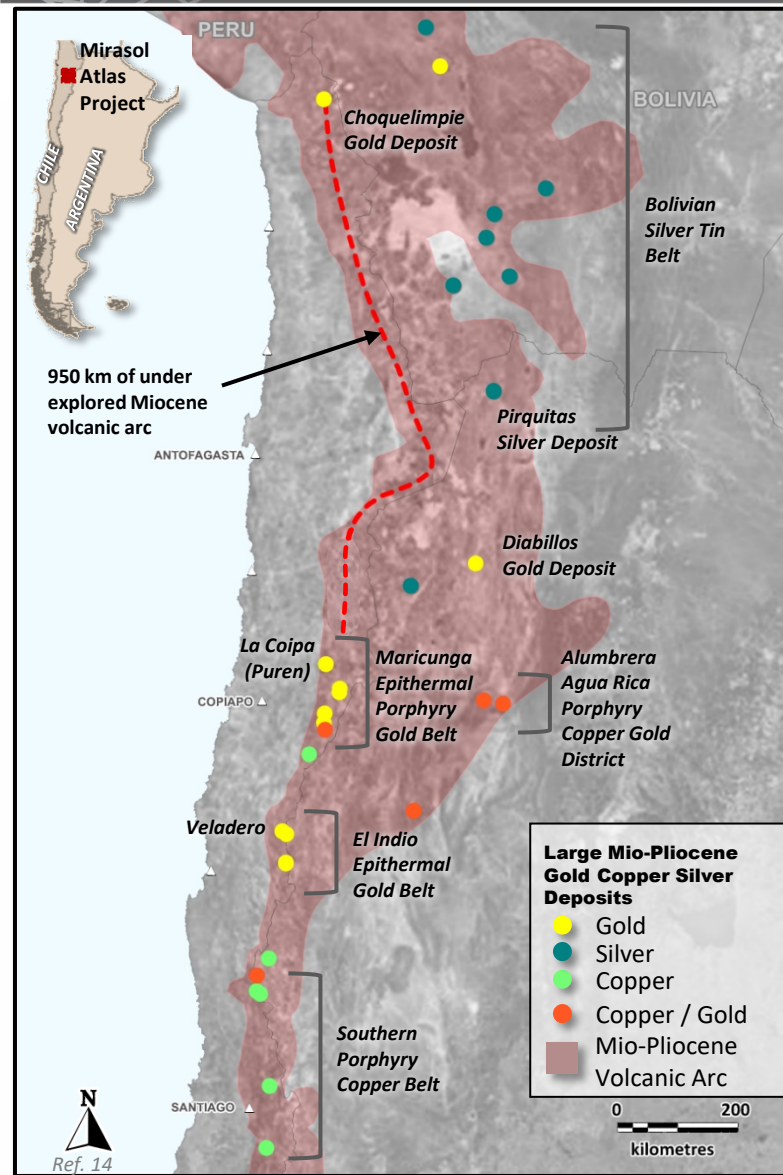 PERU
Mirasol
Atlas
Project
CHILE
ARGENTINA
BOLIVIA
Choquelimpie
Gold Deposit
Bolivian
Silver Tin
Belt
950 km of under
explored Miocene
volcanic arc
Pirquitas
Silver Deposit
ANTOFAGASTA
Diabillos
Gold Deposit
La Coipa
(Puren)
Maricunga
Epithermal
Porphyry
Gold Belt
Alumbrera
Agua Rica
Porphyry
Copper Gold
District
COPIAPO
Veladero
El Indio
Epithermal
Gold Belt
Large Mio-Pliocene
Gold Copper Silver
Deposits
Gold
Silver
Copper
Copper / Gold
Mio-Pliocene
Volcanic Arc
Southern
Porphyry
Copper Belt
SANTIAGO
N
Ref. 14
0 200
kilometres